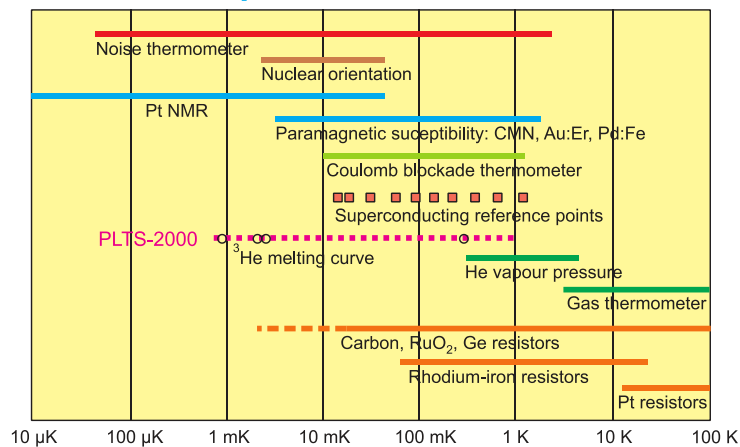 Noise thermometer
Nuclear orientation
Pt NMR
Paramagnetic suceptibility: CMN, Au:Er, Pd:Fe
Coulomb blockade thermometer
Superconducting reference points
PLTS-2000
³He melting curve
He vapour pressure
Gas thermometer
Carbon, RuO₂, Ge resistors
Rhodium-iron resistors
Pt resistors
10 µK 100 µK 1 mK 10 mK 100 mK 1 K 10 K 100 K